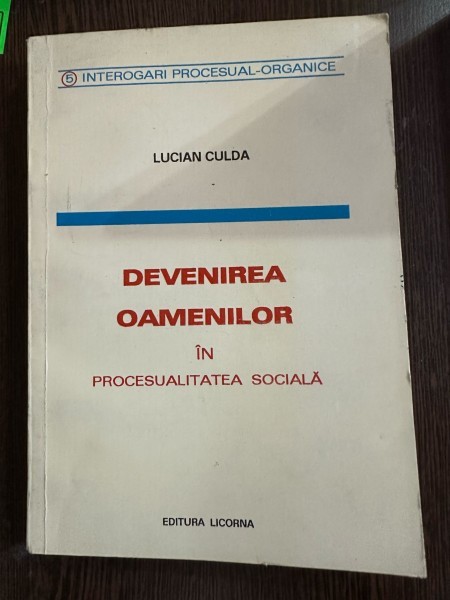 5 INTEROGARI PROCESUAL-ORGANICE
LUCIAN CULDA
DEVENIREA
OAMENILOR
ÎN
PROCESUALITATEA SOCIALĂ
EDITURA LICORNA